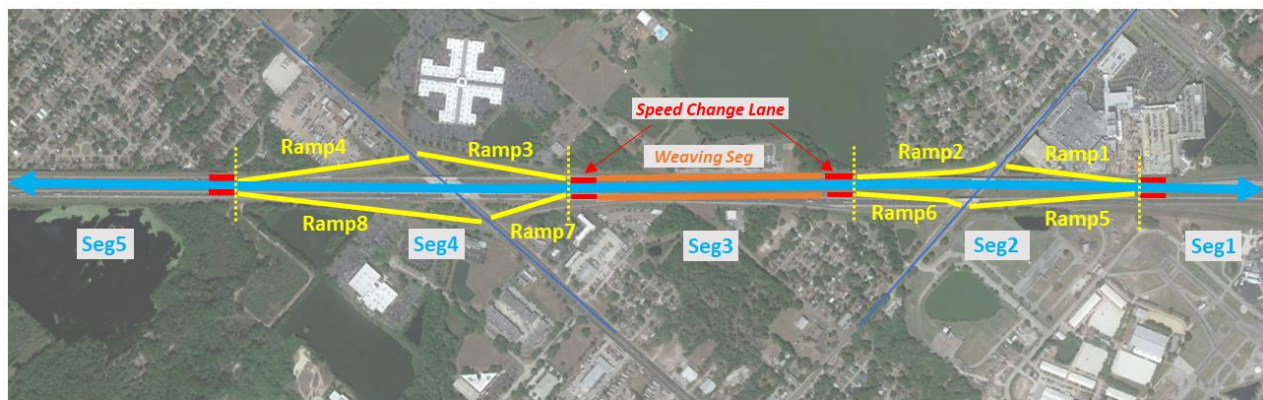 Speed Change Lane
Ramp4
Ramp3
Weaving Seg
Ramp2
Ramp1
Ramp8
Ramp7
Ramp6
Ramp5
Seg5
Seg4
Seg3
Seg2
Seg1